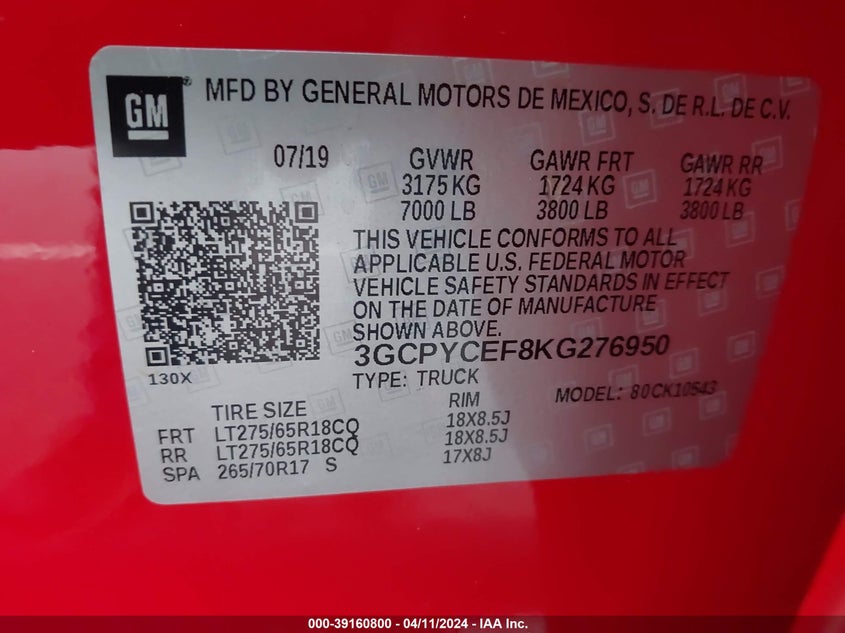 GM ®
MFD BY GENERAL MOTORS DE MEXICO, S. DE R.L. DE C.V.
07/19 GVWR GAWR FRT GAWR RR
3175 KG 1724 KG 1724 KG
7000 LB 3800 LB 3800 LB
THIS VEHICLE CONFORMS TO ALL
APPLICABLE U.S. FEDERAL MOTOR
VEHICLE SAFETY STANDARDS IN EFFECT
ON THE DATE OF MANUFACTURE
SHOWN ABOVE.
3GCPYCEF8KG276950
130X
TYPE: TRUCK MODEL: 80CK10543
TIRE SIZE RIM
FRT LT275/65R18CQ 18X8.5J
RR LT275/65R18CQ 18X8.5J
SPA 265/70R17 S 17X8J
000-39160800 - 04/11/2024 - IAA Inc.